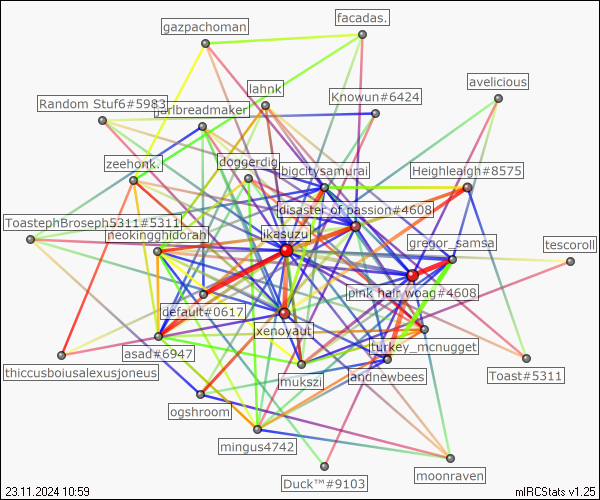 facadas.
gazpachoman
avelicious
lahnk
Knowun#6424
Random Stuf6#5983
jarlbreadmaker
zeehonk.
doggerdig
bigcitysamurai
Heighleaigh#8575
disaster of passion#4608
ToastephBroseph5311#5311
neokingghidorah
ikasuzu
gregor_samsa
tescoroll
pink hair woag#4608
default#0617
xenoyaut
asad#6947
turkey_mcnugget
thiccusboiusalexusjoneus
mukszi
andnewbees
Toast#5311
ogshroom
mingus4742
moonraven
Duck™#9103
23.11.2024 10:59
mIRCStats v1.25